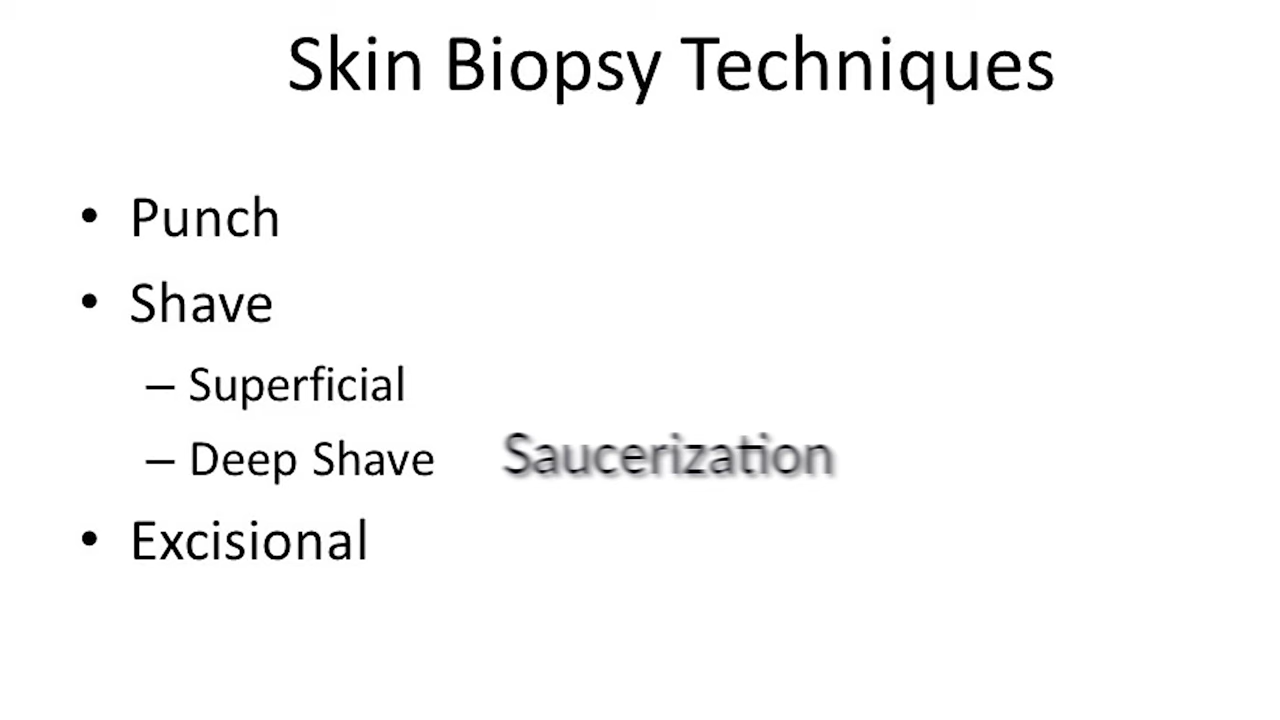 Skin Biopsy Techniques
• Punch
• Shave
– Superficial
– Deep Shave Saucerization
• Excisional